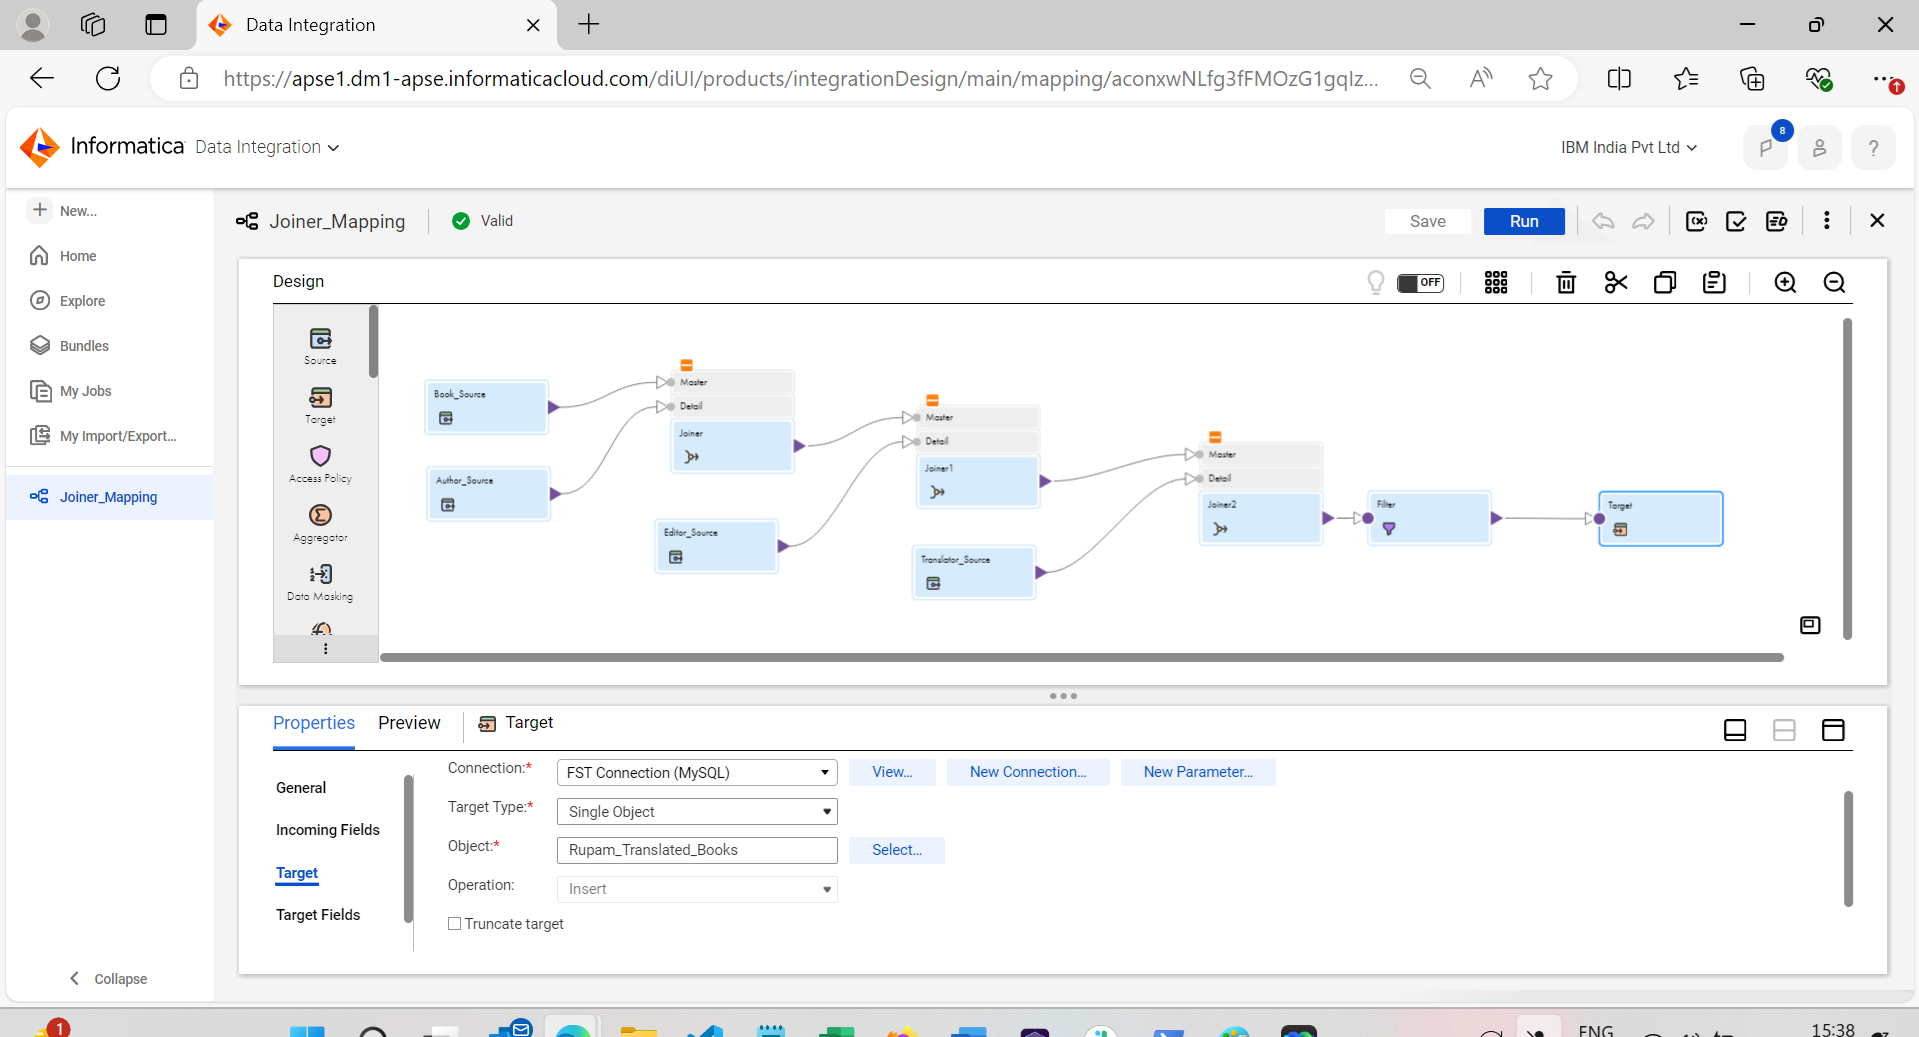 Data Integration
https://apse1.dm1-apse.informaticacloud.com/diUI/products/integrationDesign/main/mapping/aconxwNLfg3fFMOzG1gqIz...
Informatica Data Integration
IBM India Pvt Ltd
8
?
New...
Home
Explore
Bundles
My Jobs
My Import/Export...
Joiner_Mapping
Collapse
Joiner_Mapping
Valid
Save
Run
Design
OFF
Source
Target
Access Policy
Aggregator
Data Masking
Book_Source
Author_Source
Master
Detail
Joiner
Editor_Source
Master
Detail
Joiner1
Translator_Source
Master
Detail
Joiner2
Filter
Target
Properties
Preview
Target
General
Incoming Fields
Target
Target Fields
Connection:*
FST Connection (MySQL)
View...
New Connection...
New Parameter...
Target Type:*
Single Object
Object:*
Rupam_Translated_Books
Select...
Operation:
Insert
Truncate target
1
ENG
15:38